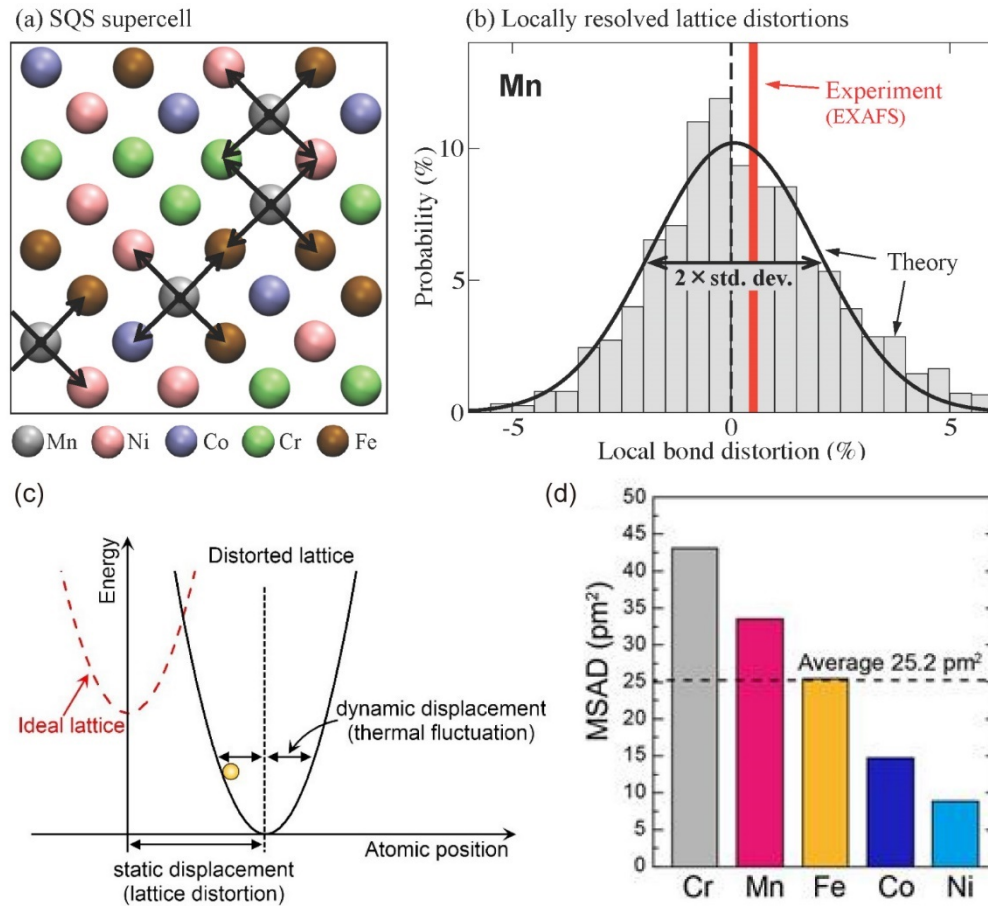 (a) SQS supercell
Mn Ni Co Cr Fe
(b) Locally resolved lattice distortions
Mn
Experiment
(EXAFS)
Theory
2 × std. dev.
Probability (%)
10
5
0
-5 0 5
Local bond distortion (%)
(c)
Energy
Distorted lattice
Ideal lattice
dynamic displacement
(thermal fluctuation)
static displacement
(lattice distortion)
Atomic position
(d)
MSAD (pm²)
50
45
40
35
30
25
20
15
10
5
0
Average 25.2 pm²
Cr Mn Fe Co Ni